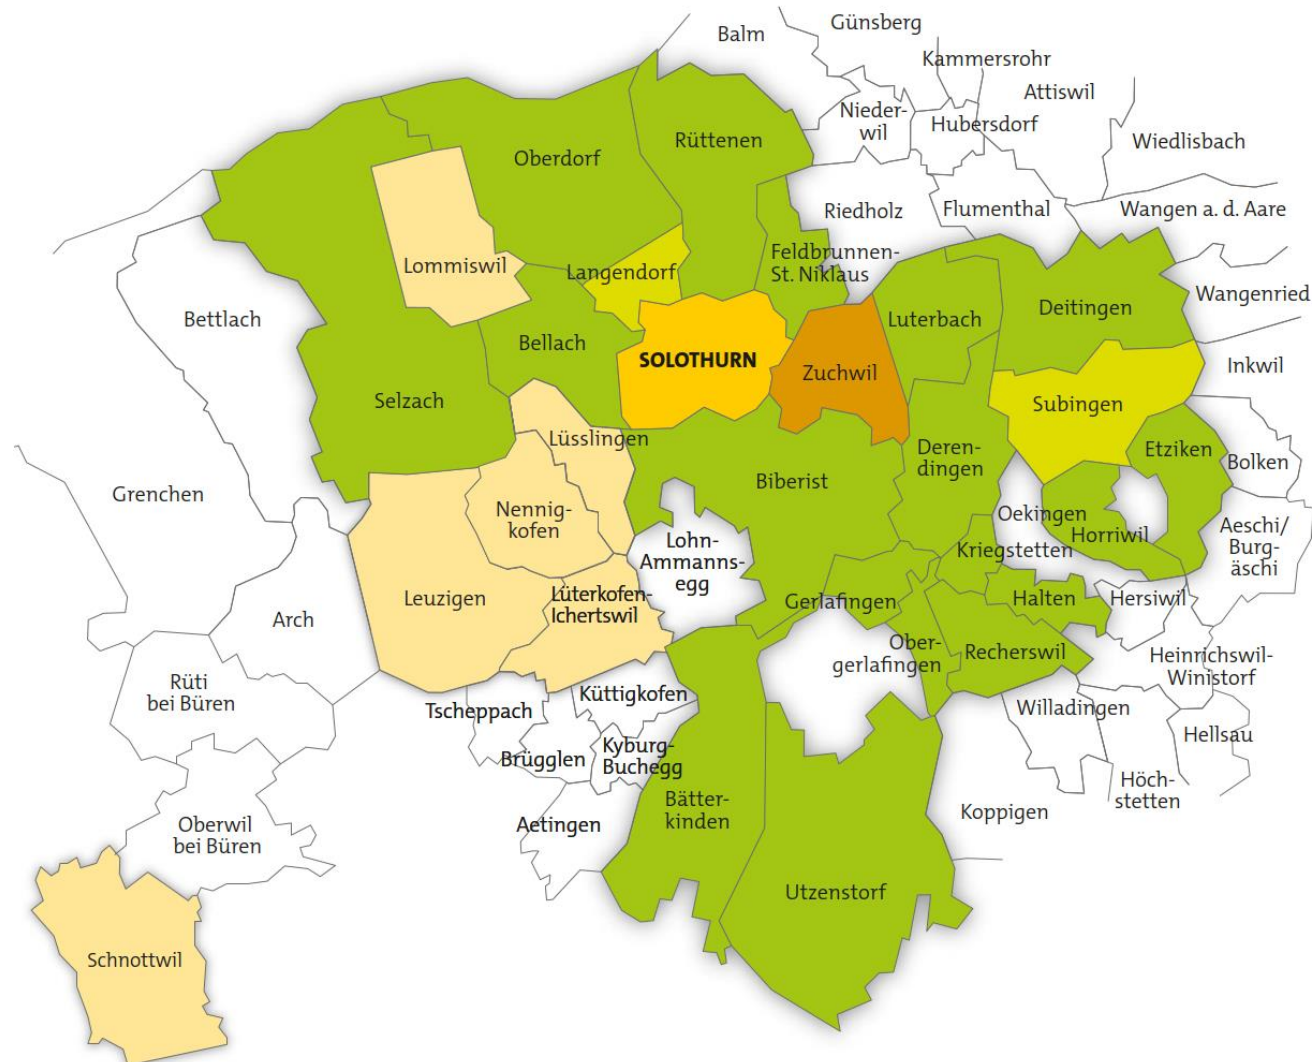 Balm
Günsberg
Kammersrohr
Attiswil
Nieder-
wil
Hubersdorf
Wiedlisbach
Oberdorf
Rüttenen
Riedholz
Flumenthal
Wangen a. d. Aare
Lommiswil
Langendorf
Feldbrunnen-
St. Niklaus
Wangenried
Bettlach
Bellach
SOLOTHURN
Zuchwil
Luterbach
Deitingen
Inkwil
Selzach
Subingen
Lüsslingen
Biberist
Deren-
dingen
Etziken
Bolken
Grenchen
Nennig-
kofen
Lohn-
Ammanns-
egg
Oekingen
Horriwil
Aeschi/
Burg-
äschi
Kriegstetten
Arch
Leuzigen
Lüterkofen-
Ichertswil
Gerlafingen
Halten
Hersiwil
Ober-
gerlafingen
Recherswil
Heinrichswil-
Winistorf
Rüti
bei Büren
Tscheppach
Küttigkofen
Willadingen
Hellsau
Brügglen
Kyburg-
Buchegg
Höch-
stetten
Oberwil
bei Büren
Aetingen
Bätter-
kinden
Koppigen
Utzenstorf
Schnottwil